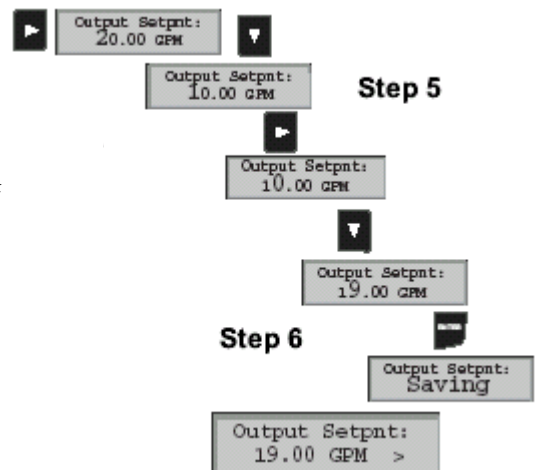 Output Setpnt:
20.00 GPM
Output Setpnt:
10.00 GPM
Step 5
Output Setpnt:
10.00 GPM
Output Setpnt:
19.00 GPM
Step 6
Output Setpnt:
Saving
Output Setpnt:
19.00 GPM >